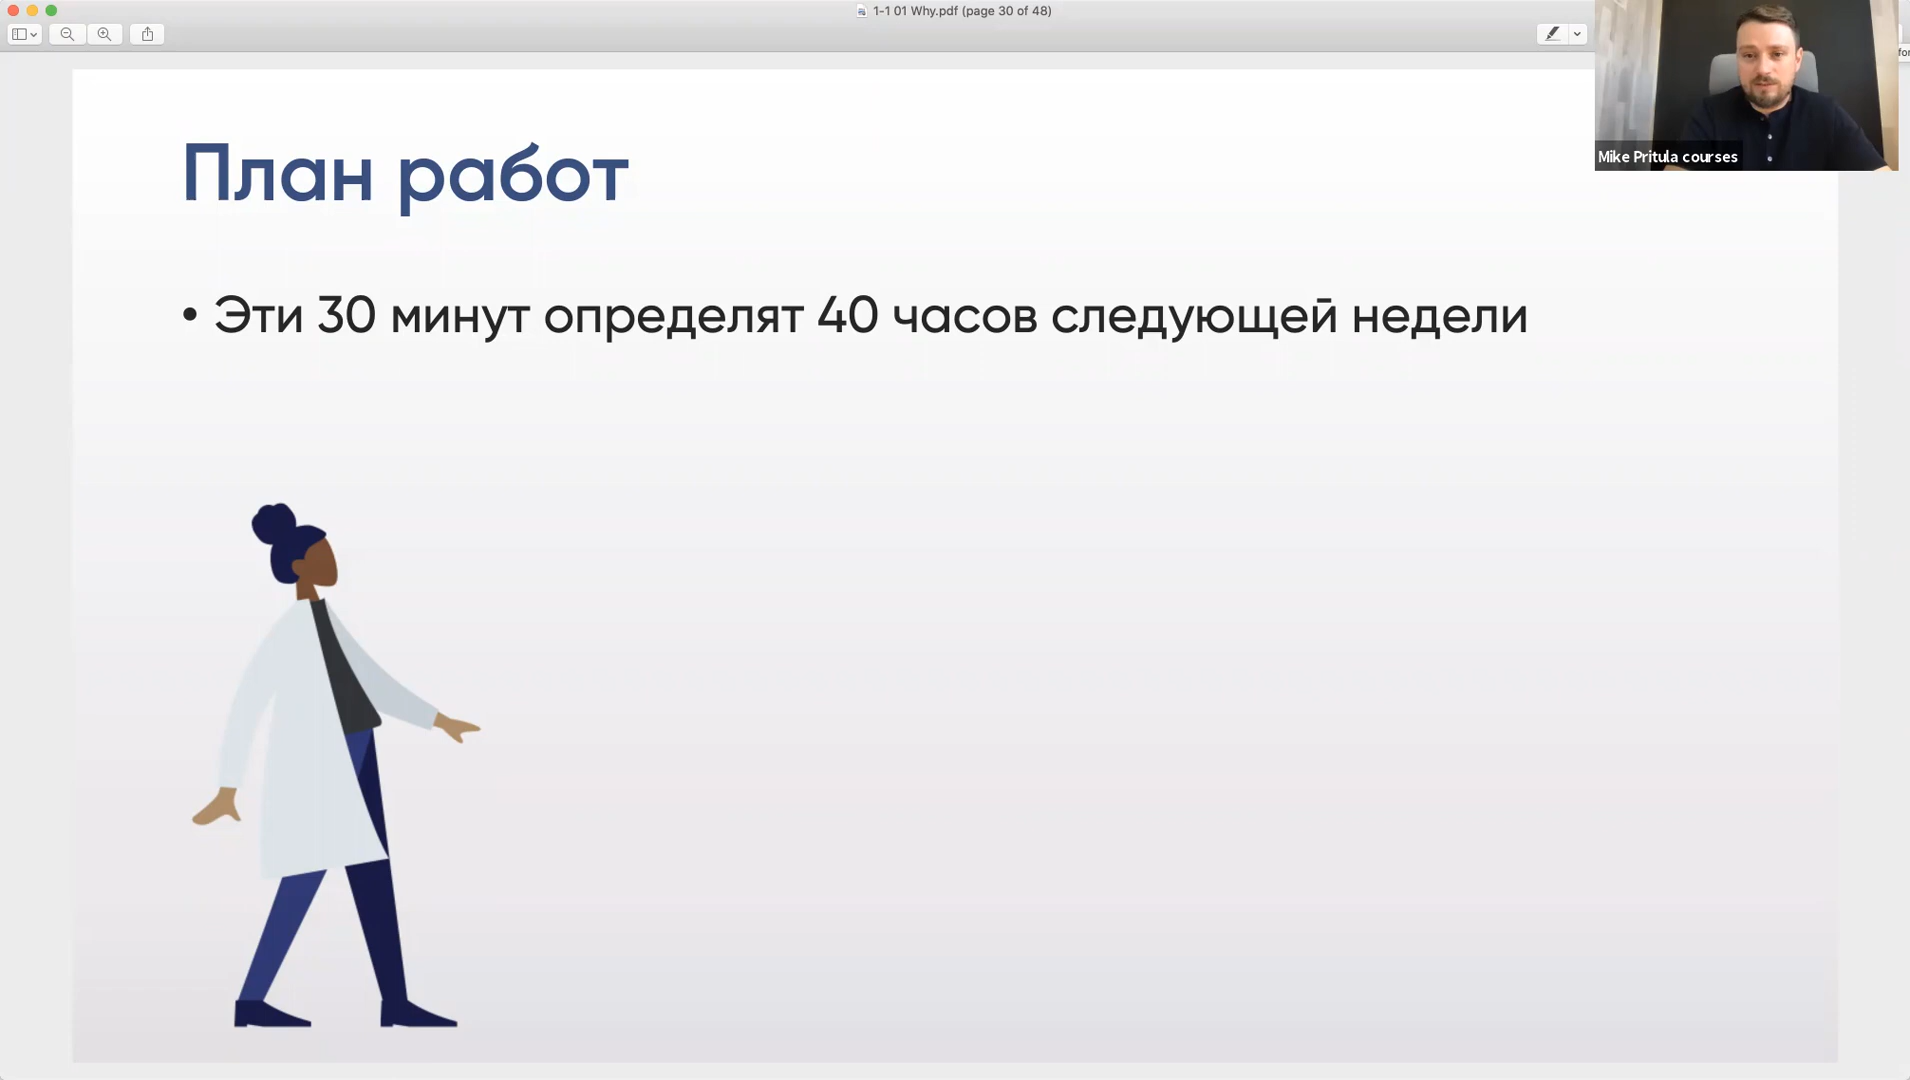 1-1 01 Why.pdf (page 30 of 48)
for
Mike Pritula courses
План работ
• Эти 30 минут определят 40 часов следующей недели